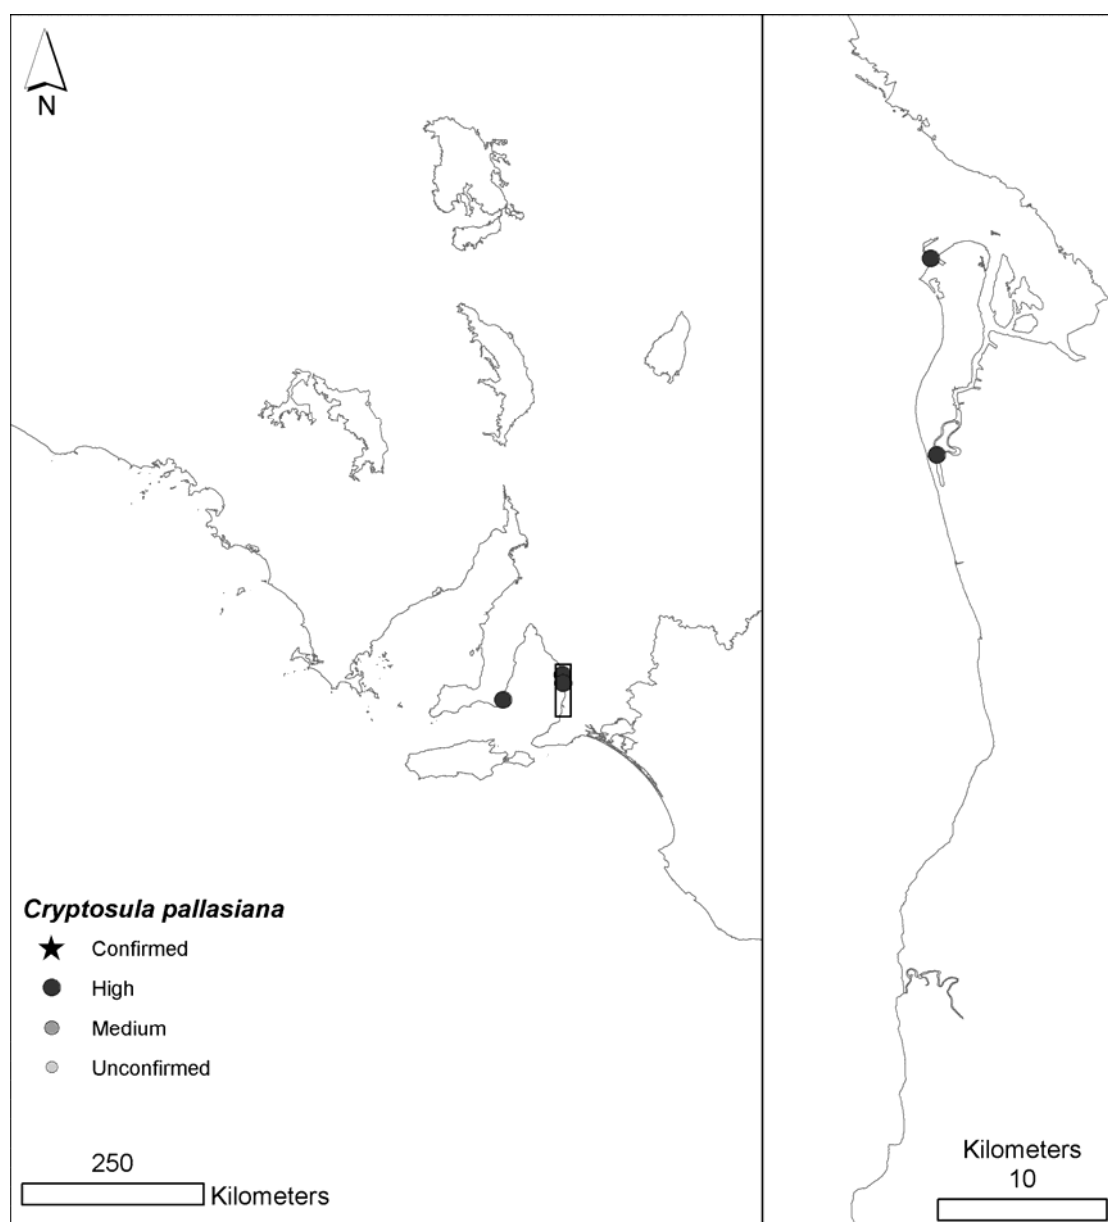 N
Cryptosula pallasiana
Confirmed
High
Medium
Unconfirmed
250
Kilometers
Kilometers
10